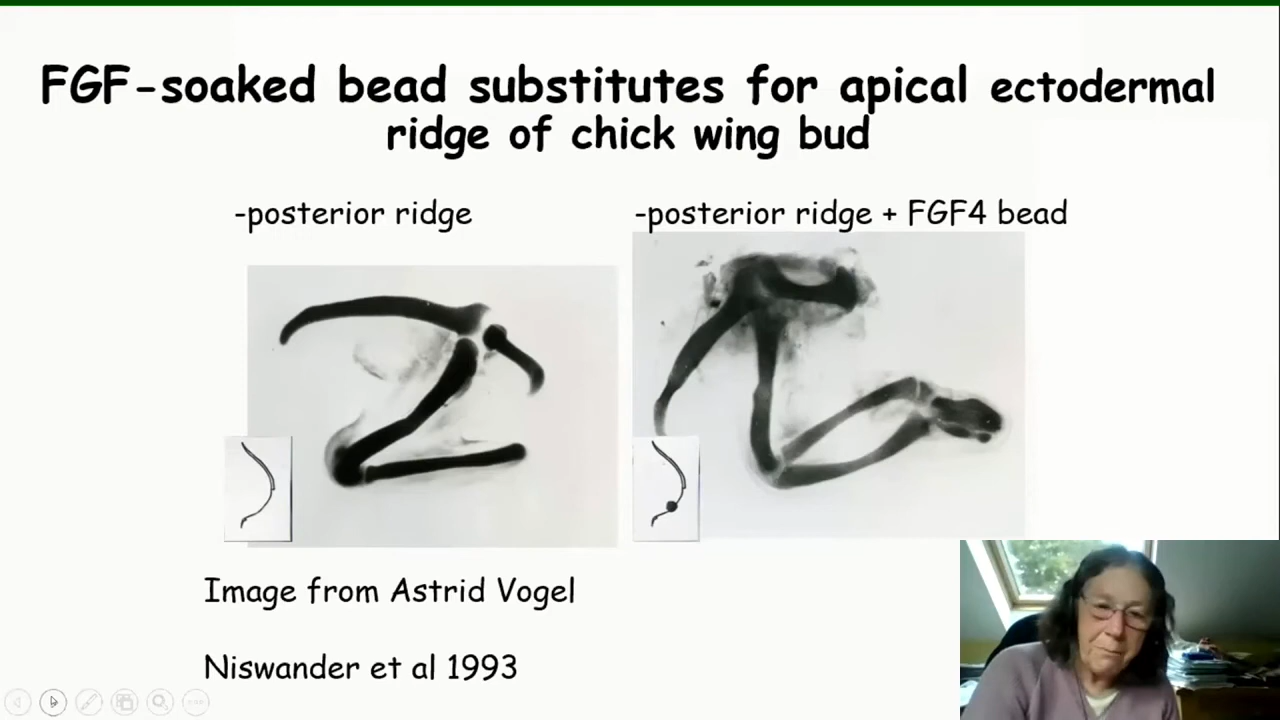 FGF-soaked bead substitutes for apical ectodermal
ridge of chick wing bud
-posterior ridge
-posterior ridge + FGF4 bead
Image from Astrid Vogel
Niswander et al 1993